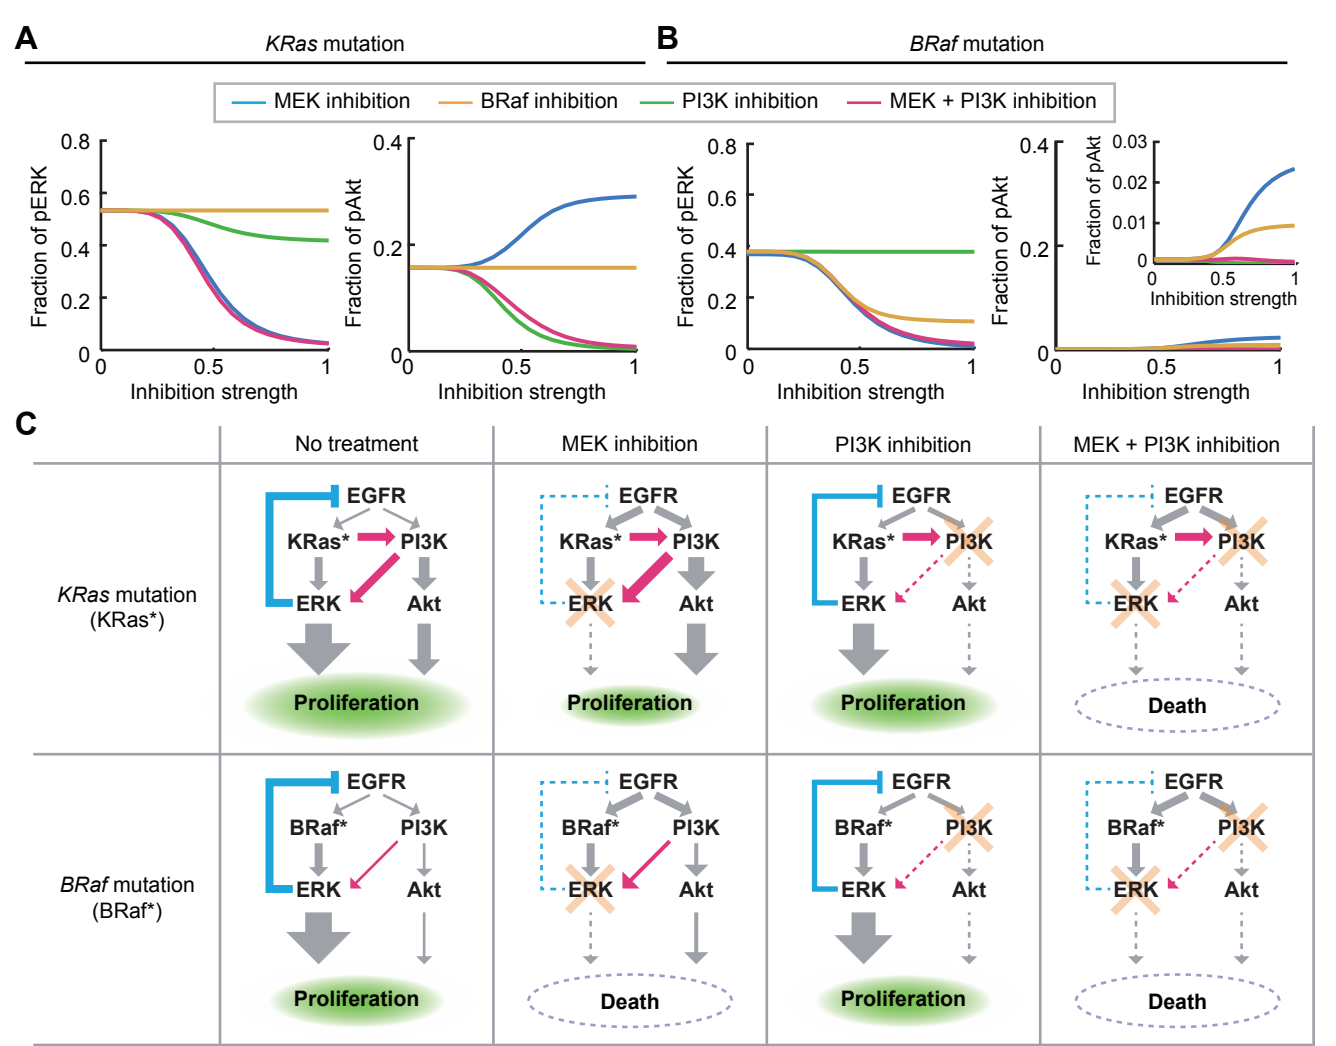 A
KRas mutation
B
BRaf mutation
MEK inhibition
BRaf inhibition
PI3K inhibition
MEK + PI3K inhibition
Fraction of pERK
0.8
0.6
0.4
0.2
0
0
0.5
1
Inhibition strength
Fraction of pAkt
0.4
0.2
0
0
0.5
1
Inhibition strength
Fraction of pERK
0.8
0.6
0.4
0.2
0
0
0.5
1
Inhibition strength
Fraction of pAkt
0.4
0.2
0
0
0.5
1
Inhibition strength
Fraction of pAkt
0.03
0.02
0.01
0
0
0.5
1
Inhibition strength
C
No treatment
MEK inhibition
PI3K inhibition
MEK + PI3K inhibition
KRas mutation
(KRas*)
EGFR
KRas*
PI3K
ERK
Akt
Proliferation
EGFR
KRas*
PI3K
ERK
Akt
Proliferation
EGFR
KRas*
PI3K
ERK
Akt
Proliferation
EGFR
KRas*
PI3K
ERK
Akt
Death
BRaf mutation
(BRaf*)
EGFR
BRaf*
PI3K
ERK
Akt
Proliferation
EGFR
BRaf*
PI3K
ERK
Akt
Death
EGFR
BRaf*
PI3K
ERK
Akt
Proliferation
EGFR
BRaf*
PI3K
ERK
Akt
Death